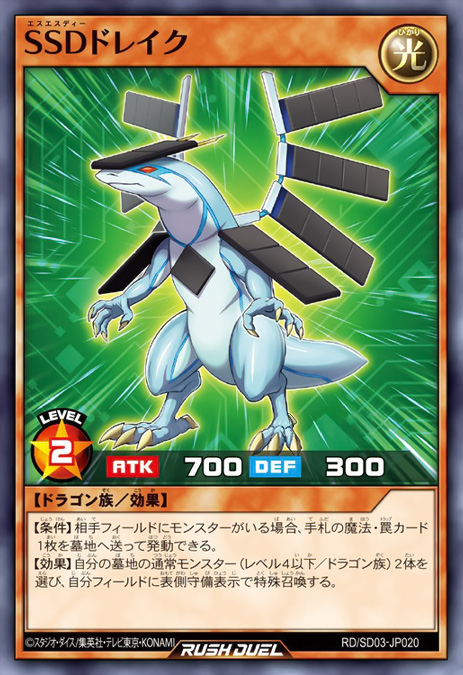 エスエスディー
SSDドレイク
ひかり
光
LEVEL
2
ATK 700 DEF 300
【ドラゴン族／効果】
【条件】相手フィールドにモンスターがいる場合、手札の魔法・罠カード
1枚を墓地へ送って発動できる。
【効果】自分の墓地の通常モンスター(レベル4以下／ドラゴン族)2体を
選び、自分フィールドに表側守備表示で特殊召喚する。
©スタジオ・ダイス/集英社・テレビ東京・KONAMI
RUSH DUEL
RD/SD03-JP020